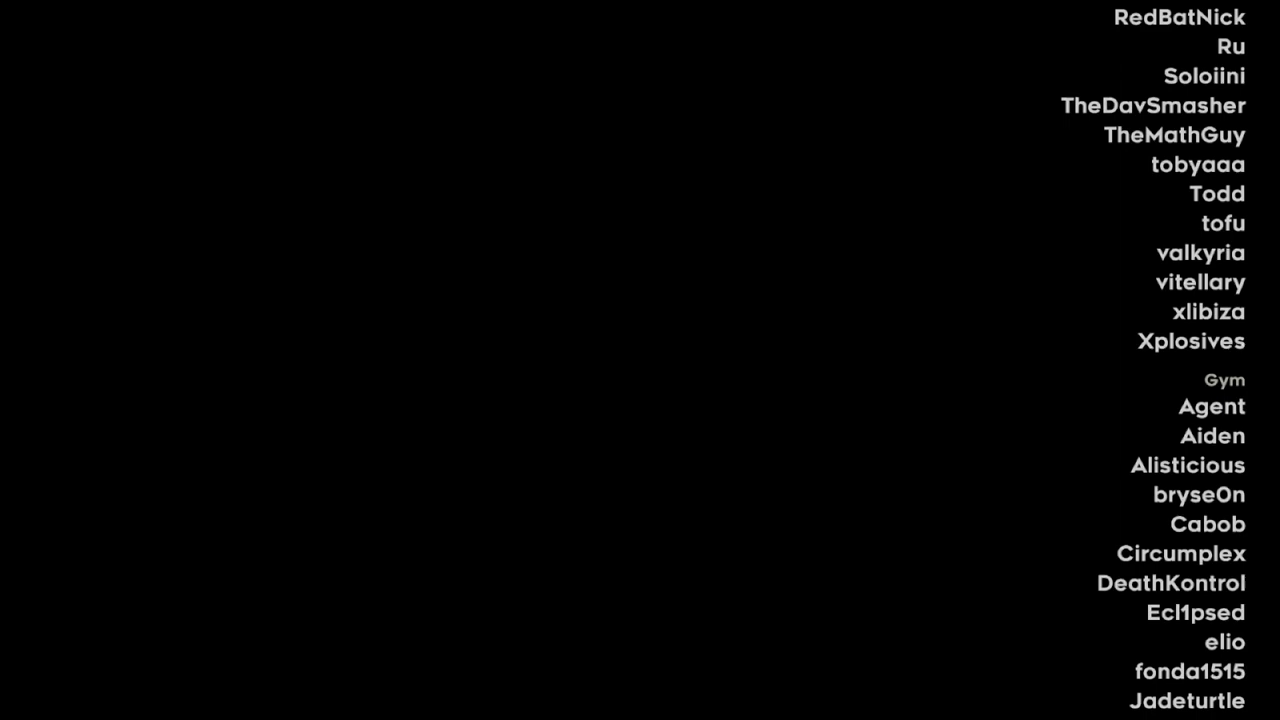 RedBatNick
Ru
Soloiini
TheDavSmasher
TheMathGuy
tobyaaa
Todd
tofu
valkyria
vitellary
xlibiza
Xplosives
Gym
Agent
Aiden
Alisticious
bryse0n
Cabob
Circumplex
DeathKontrol
Ecl1psed
elio
fonda1515
Jadeturtle